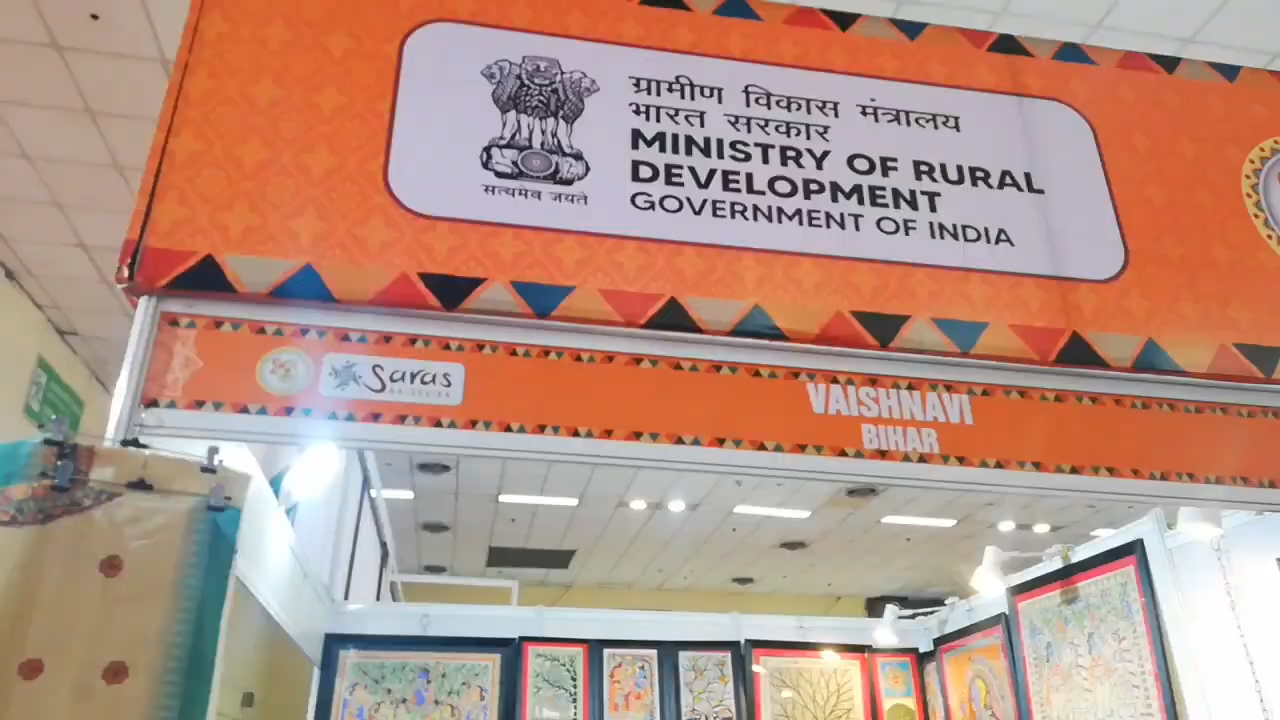 ग्रामीण विकास मंत्रालय
भारत सरकार
MINISTRY OF RURAL
DEVELOPMENT
GOVERNMENT OF INDIA
सत्यमेव जयते
Saras
VAISHNAVI
BIHAR